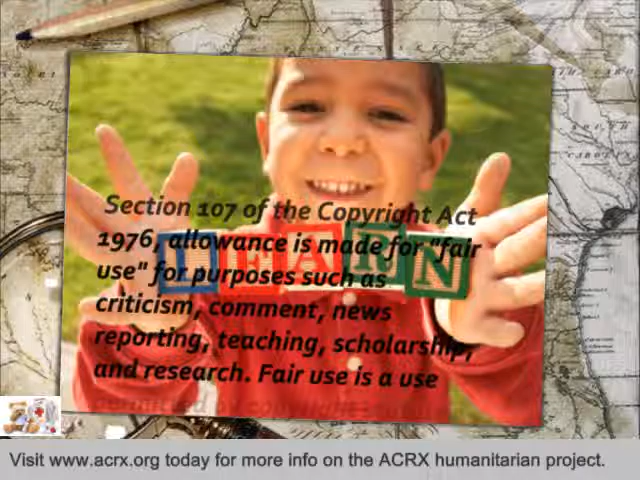 Section 107 of the Copyright Act
1976, allowance is made for "fair
use" for purposes such as
criticism, comment, news
reporting, teaching, scholarship,
and research. Fair use is a use
LEARN
Visit www.acrx.org today for more info on the ACRX humanitarian project.